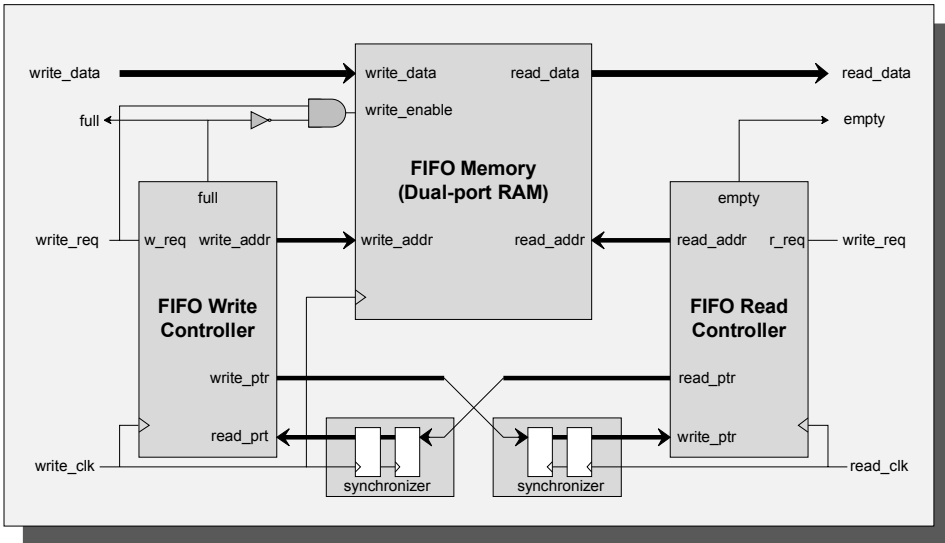 write_data
write_data
read_data
read_data
full
write_enable
empty
FIFO Memory
(Dual-port RAM)
full
empty
write_req
w_req
write_addr
write_addr
read_addr
read_addr
r_req
write_req
FIFO Write
Controller
FIFO Read
Controller
write_ptr
read_ptr
read_prt
write_ptr
write_clk
read_clk
synchronizer
synchronizer